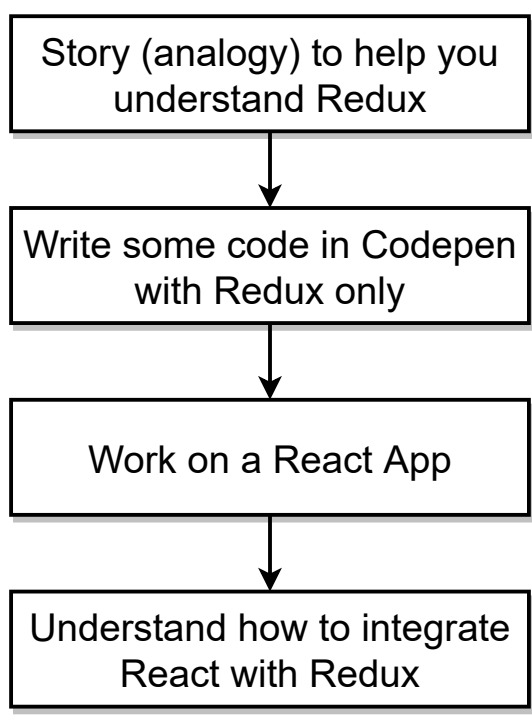 Story (analogy) to help you
understand Redux
Write some code in Codepen
with Redux only
Work on a React App
Understand how to integrate
React with Redux